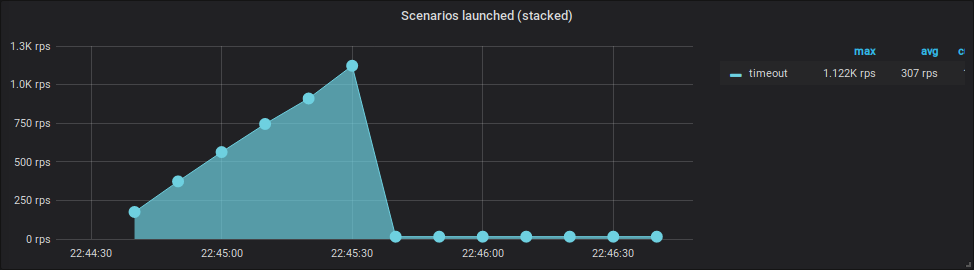 Scenarios launched (stacked)
1.3K rps
1.0K rps
750 rps
500 rps
250 rps
0 rps
22:44:30 22:45:00 22:45:30 22:46:00 22:46:30
max avg
timeout 1.122K rps 307 rps